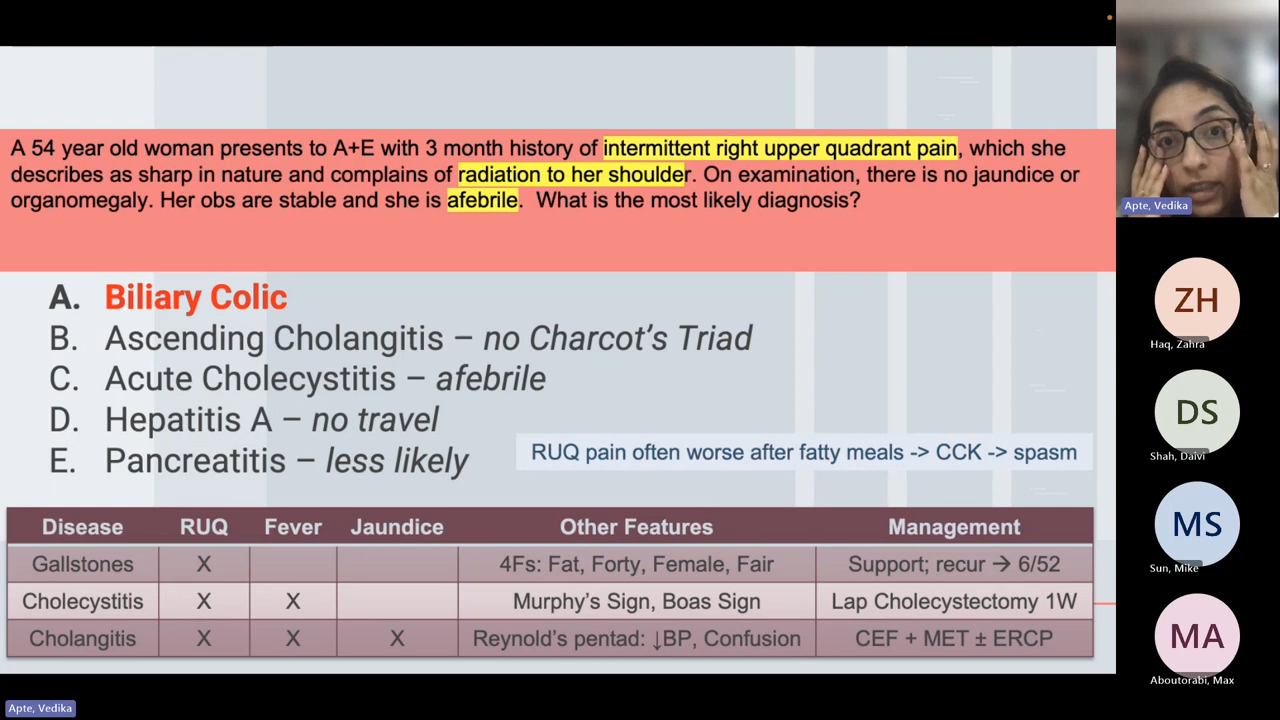 A 54 year old woman presents to A+E with 3 month history of intermittent right upper quadrant pain, which she
describes as sharp in nature and complains of radiation to her shoulder. On examination, there is no jaundice or
organomegaly. Her obs are stable and she is afebrile. What is the most likely diagnosis?
A. Biliary Colic
B. Ascending Cholangitis – no Charcot's Triad
C. Acute Cholecystitis – afebrile
D. Hepatitis A – no travel
E. Pancreatitis – less likely
RUQ pain often worse after fatty meals -> CCK -> spasm
Disease RUQ Fever Jaundice Other Features Management
Gallstones X 4Fs: Fat, Forty, Female, Fair Support; recur → 6/52
Cholecystitis X X Murphy's Sign, Boas Sign Lap Cholecystectomy 1W
Cholangitis X X X Reynold's pentad: ↓BP, Confusion CEF + MET ± ERCP
Apte, Vedika
ZH
Haq, Zahra
DS
Shah, Dalvi
MS
Sun, Mike
MA
Aboutorabi, Max
Apte, Vedika